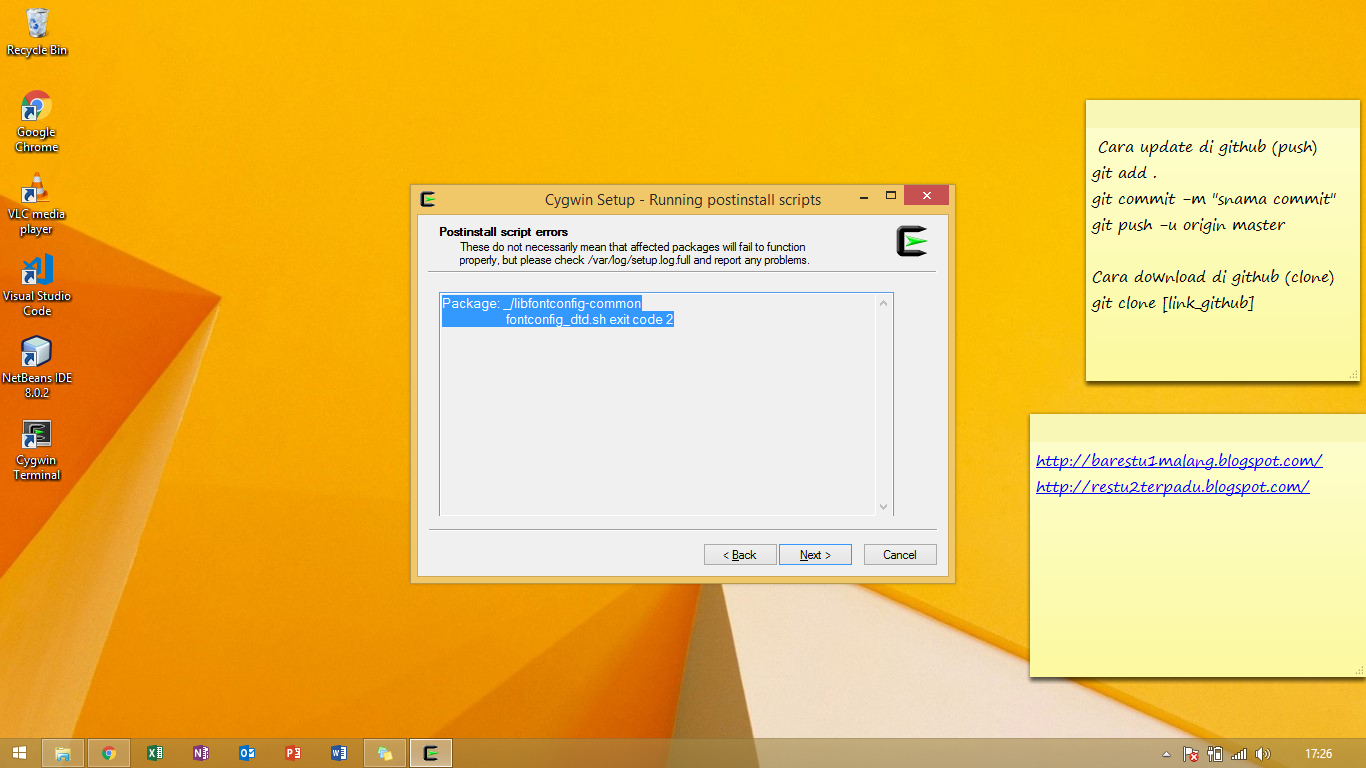 Recycle Bin
Google
Chrome
VLC media
player
Visual Studio
Code
NetBeans IDE
8.0.2
Cygwin
Terminal
Cygwin Setup - Running postinstall scripts
Postinstall script errors
These do not necessarily mean that affected packages will fail to function
properly, but please check /var/log/setup.log.full and report any problems.
Package: _/libfontconfig-common
fontconfig_dtd.sh exit code 2
< Back
Next >
Cancel
Cara update di github (push)
git add .
git commit -m "snama commit"
git push -u origin master
Cara download di github (clone)
git clone [link_github]
http://barestu1malang.blogspot.com/
http://restu2terpadu.blogspot.com/
17:26